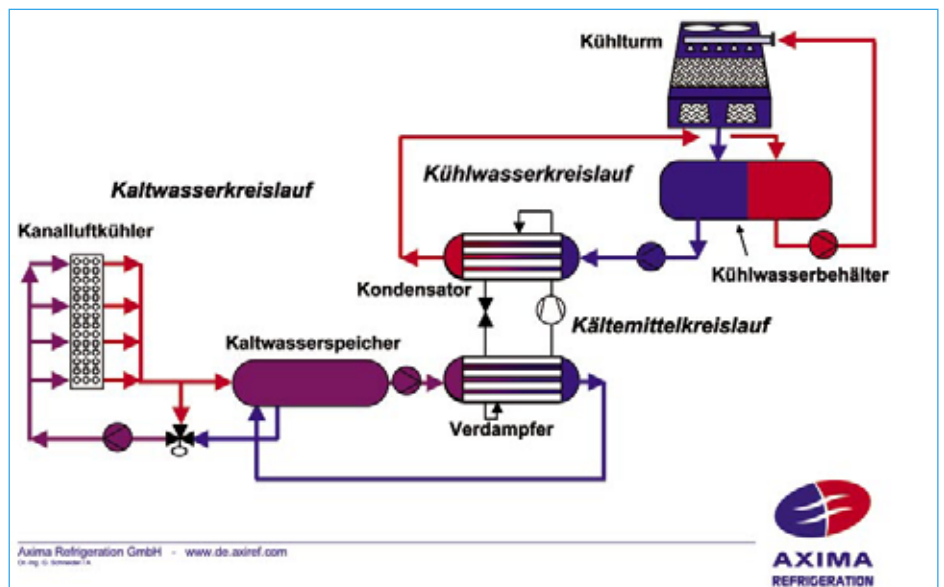 Kühlturm
Kaltwasserkreislauf
Kühlwasserkreislauf
Kanalluftkühler
Kühlwasserbehälter
Kondensator
Kältemittelkreislauf
Kaltwasserspeicher
Verdampfer
Axima Refrigeration GmbH - www.de.axiref.com
AXIMA
REFRIGERATION